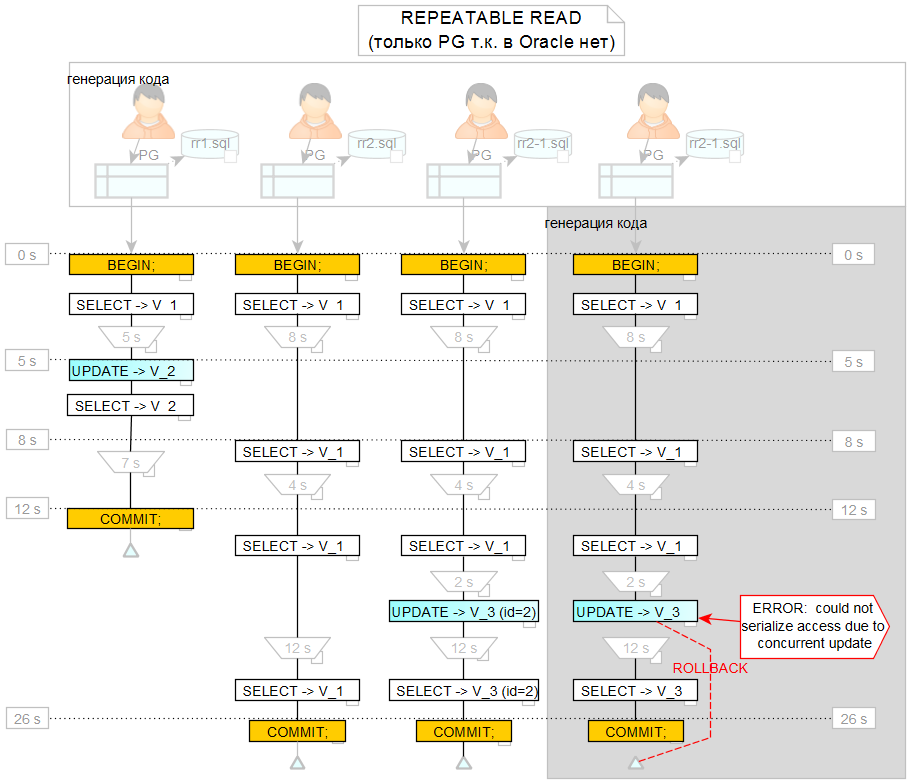 REPEATABLE READ
(только PG т.к. в Oracle нет)
генерация кода
rr1.sql
rr2.sql
rr2-1.sql
rr2-1.sql
PG
PG
PG
PG
генерация кода
0 s
0 s
BEGIN;
BEGIN;
BEGIN;
BEGIN;
SELECT -> V_1
SELECT -> V_1
SELECT -> V_1
SELECT -> V_1
5 s
8 s
8 s
8 s
5 s
5 s
UPDATE -> V_2
SELECT -> V_2
8 s
8 s
SELECT -> V_1
SELECT -> V_1
SELECT -> V_1
7 s
4 s
4 s
4 s
12 s
12 s
COMMIT;
SELECT -> V_1
SELECT -> V_1
SELECT -> V_1
2 s
2 s
UPDATE -> V_3 (id=2)
UPDATE -> V_3
ERROR: could not
serialize access due to
concurrent update
12 s
12 s
12 s
ROLLBACK
SELECT -> V_1
SELECT -> V_3 (id=2)
SELECT -> V_3
26 s
26 s
COMMIT;
COMMIT;
COMMIT;